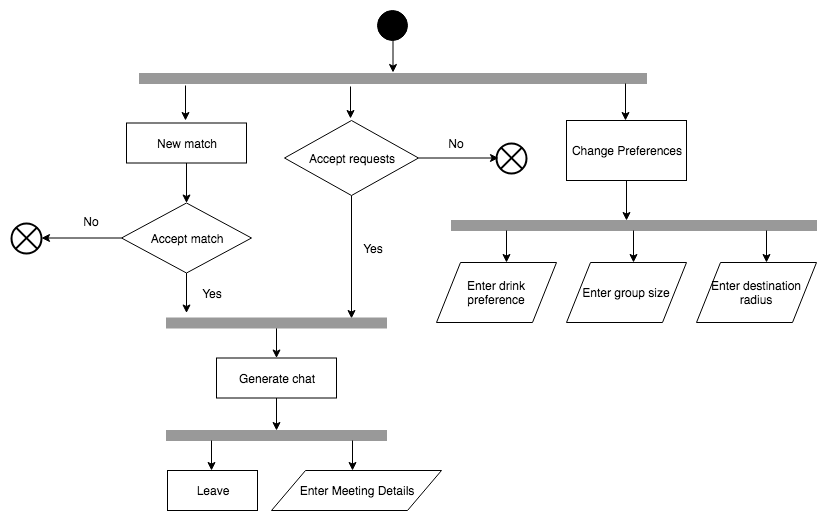 New match
Accept requests
No
Change Preferences
No
Accept match
Yes
Yes
Enter drink
preference
Enter group size
Enter destination
radius
Generate chat
Leave
Enter Meeting Details